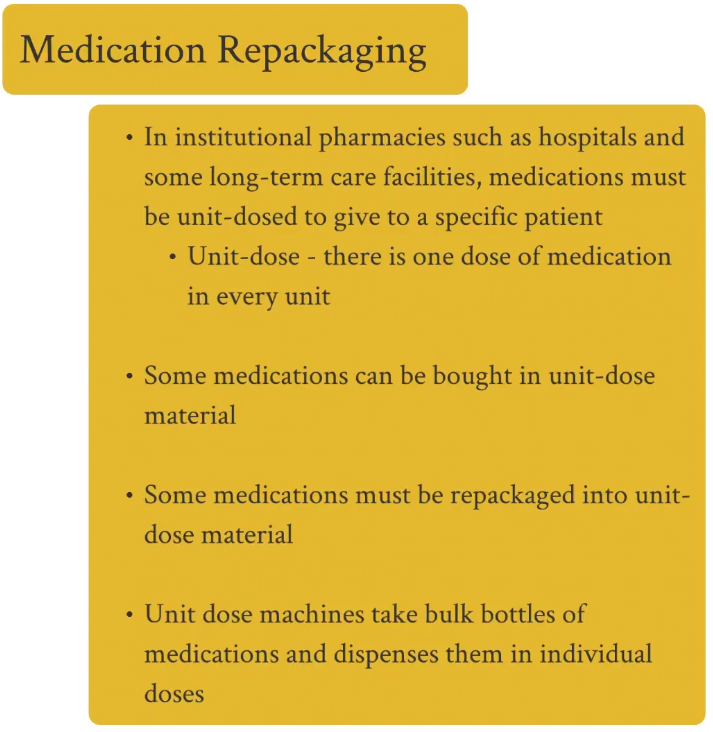 Medication Repackaging
• In institutional pharmacies such as hospitals and
some long-term care facilities, medications must
be unit-dosed to give to a specific patient
• Unit-dose - there is one dose of medication
in every unit
• Some medications can be bought in unit-dose
material
• Some medications must be repackaged into unit-
dose material
• Unit dose machines take bulk bottles of
medications and dispenses them in individual
doses